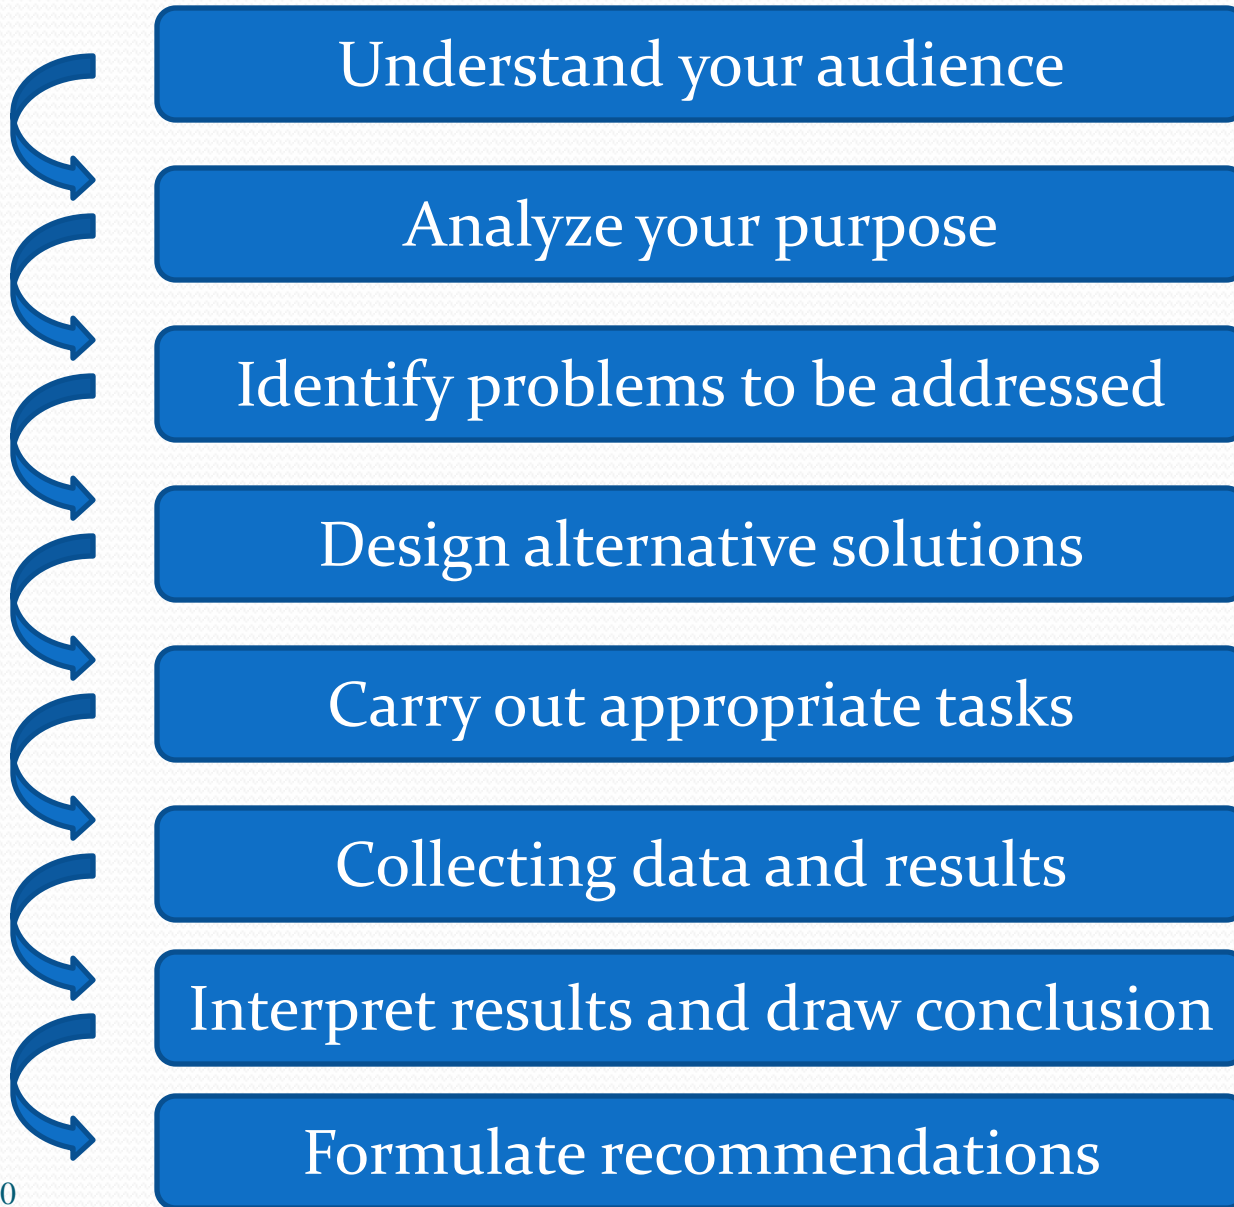 Understand your audience
Analyze your purpose
Identify problems to be addressed
Design alternative solutions
Carry out appropriate tasks
Collecting data and results
Interpret results and draw conclusion
Formulate recommendations
0